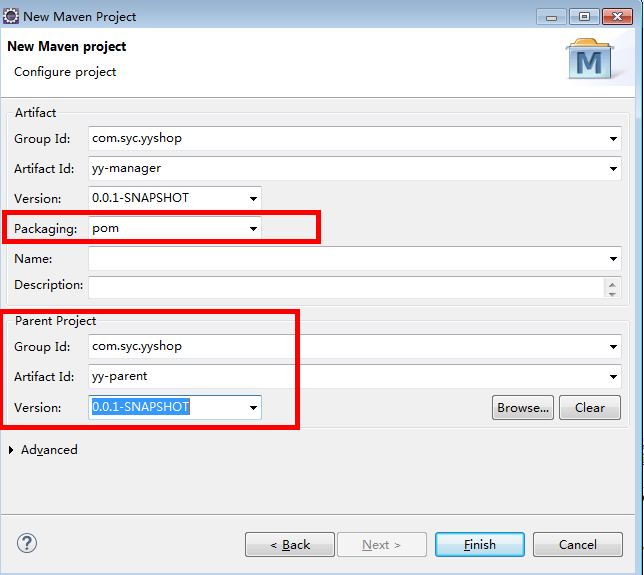 New Maven Project
New Maven project
Configure project
M
Artifact
Group Id: com.syc.yyshop
Artifact Id: yy-manager
Version: 0.0.1-SNAPSHOT
Packaging: pom
Name:
Description:
Parent Project
Group Id: com.syc.yyshop
Artifact Id: yy-parent
Version: 0.0.1-SNAPSHOT Browse... Clear
Advanced
? < Back Next > Finish Cancel